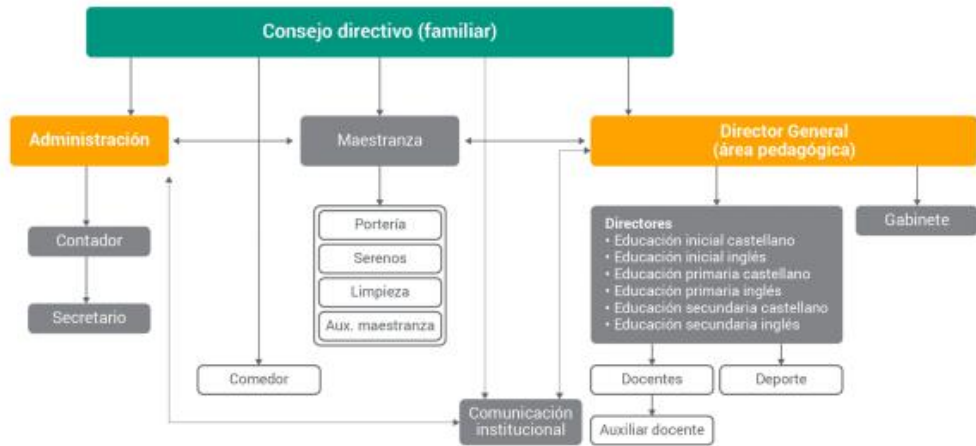 Consejo directivo (familiar)
Administración
Maestranza
Director General
(área pedagógica)
Contador
Secretario
Portería
Serenos
Limpieza
Aux. maestranza
Directores
• Educación inicial castellano
• Educación inicial inglés
• Educación primaria castellano
• Educación primaria inglés
• Educación secundaria castellano
• Educación secundaria inglés
Gabinete
Comedor
Docentes
Deporte
Comunicación
institucional
Auxiliar docente